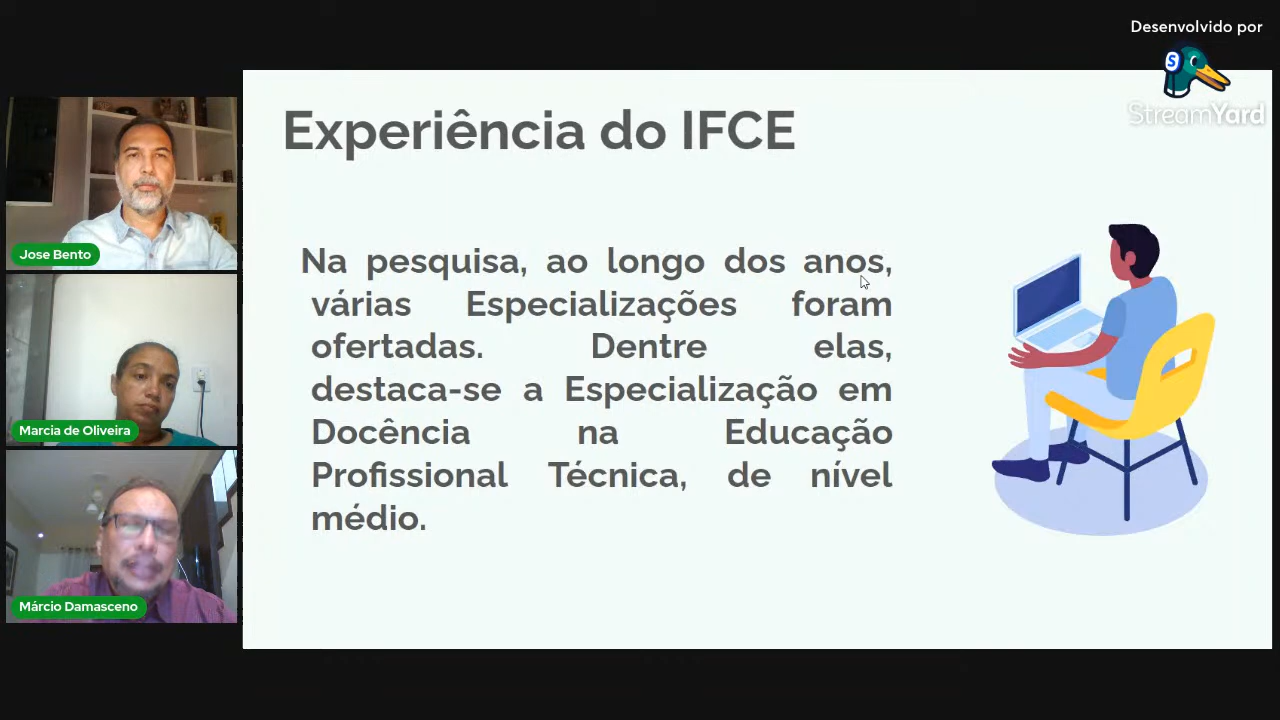 Desenvolvido por
S
StreamYard
Experiência do IFCE
Na pesquisa, ao longo dos anos,
várias Especializações foram
ofertadas. Dentre elas,
destaca-se a Especialização em
Docência na Educação
Profissional Técnica, de nível
médio.
Jose Bento
Marcia de Oliveira
Márcio Damasceno